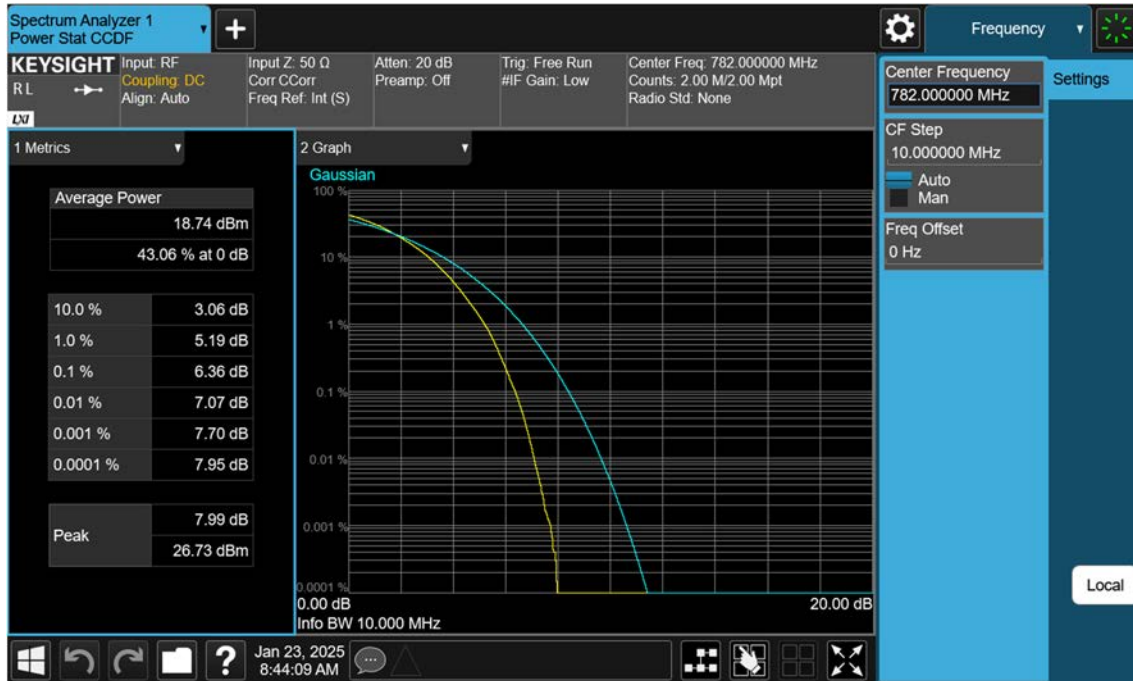 Spectrum Analyzer 1
Power Stat CCDF
Frequency
KEYSIGHT
R L
LXI
Input: RF
Coupling: DC
Align: Auto
Input Z: 50 Ω
Corr CCorr
Freq Ref: Int (S)
Atten: 20 dB
Preamp: Off
Trig: Free Run
#IF Gain: Low
Center Freq: 782.000000 MHz
Counts: 2.00 M/2.00 Mpt
Radio Std: None
Center Frequency
782.000000 MHz
Settings
CF Step
10.000000 MHz
Auto
Man
Freq Offset
0 Hz
1 Metrics
Average Power
18.74 dBm
43.06 % at 0 dB
10.0 % 3.06 dB
1.0 % 5.19 dB
0.1 % 6.36 dB
0.01 % 7.07 dB
0.001 % 7.70 dB
0.0001 % 7.95 dB
Peak 7.99 dB
26.73 dBm
2 Graph
Gaussian
100 %
10 %
1 %
0.1 %
0.01 %
0.001 %
0.0001 %
0.00 dB 20.00 dB
Info BW 10.000 MHz
Local
?
Jan 23, 2025
8:44:09 AM